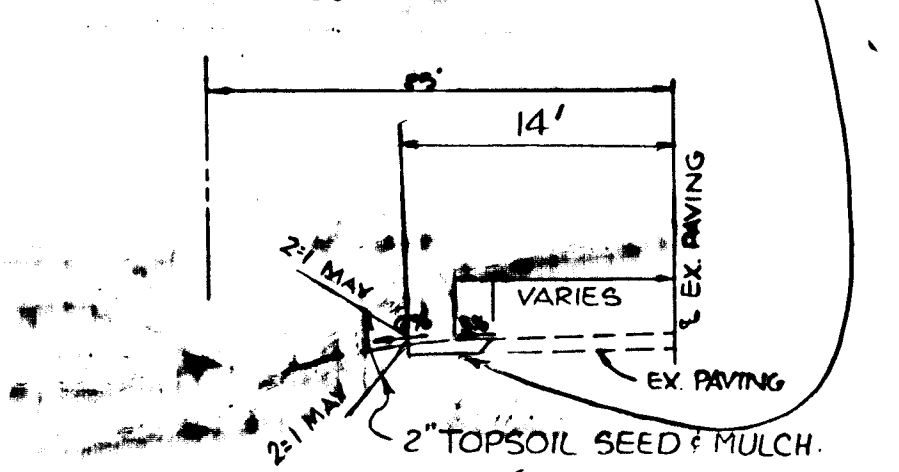 14'
℄ EX. PAVING
2:1 MAX
VARIES
EX. PAVING
2:1 MAX
2" TOPSOIL SEED & MULCH.